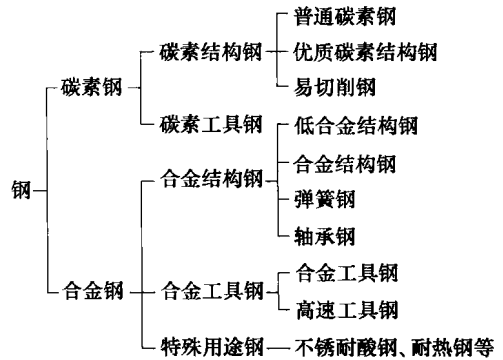 普通碳素钢
碳素结构钢
优质碳素结构钢
碳素钢
易切削钢
碳素工具钢
低合金结构钢
合金结构钢
合金结构钢
钢
弹簧钢
轴承钢
合金工具钢
合金钢
合金工具钢
高速工具钢
特殊用途钢
不锈耐酸钢、耐热钢等